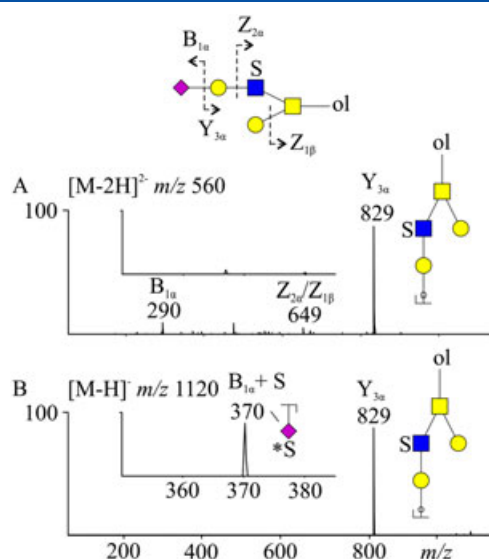 B1α
Z2α
S
ol
Y3α
Z1β
A [M-2H]2- m/z 560
Y3α
829
ol
100
S
B1α
290
Z2α/Z1β
649
B [M-H]- m/z 1120
B1α+ S
370
*S
Y3α
829
ol
100
S
360 370 380
200 400 600 800 m/z